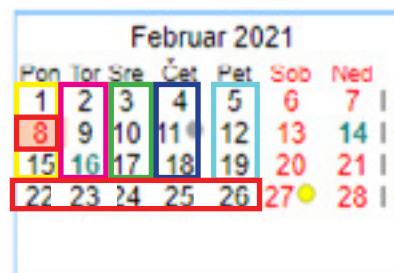 Februar 2021
Pon Tor Sre Čet Pet Sob Ned
1 2 3 4 5 6 7
8 9 10 11 12 13 14
15 16 17 18 19 20 21
22 23 24 25 26 27 28